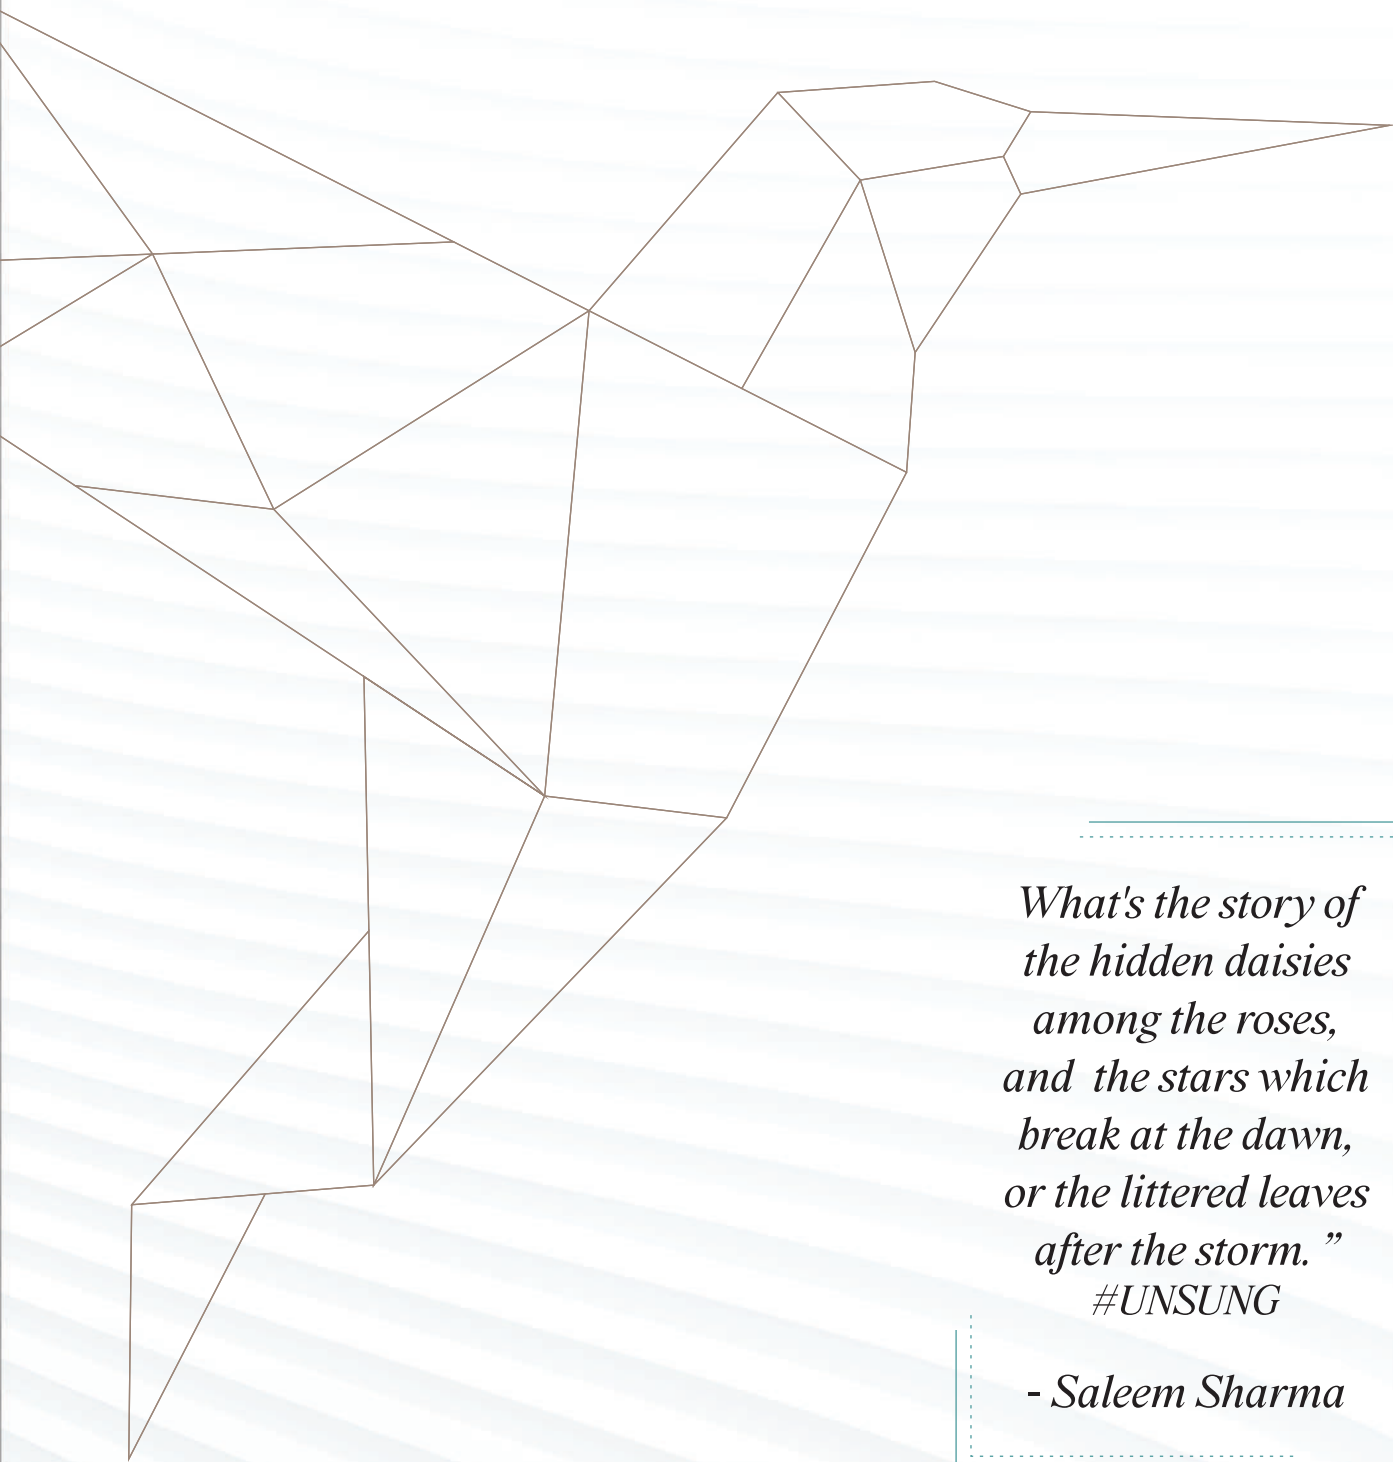 What's the story of
the hidden daisies
among the roses,
and  the stars which
break at the dawn,
or the littered leaves
after the storm. ”
#UNSUNG
- Saleem Sharma